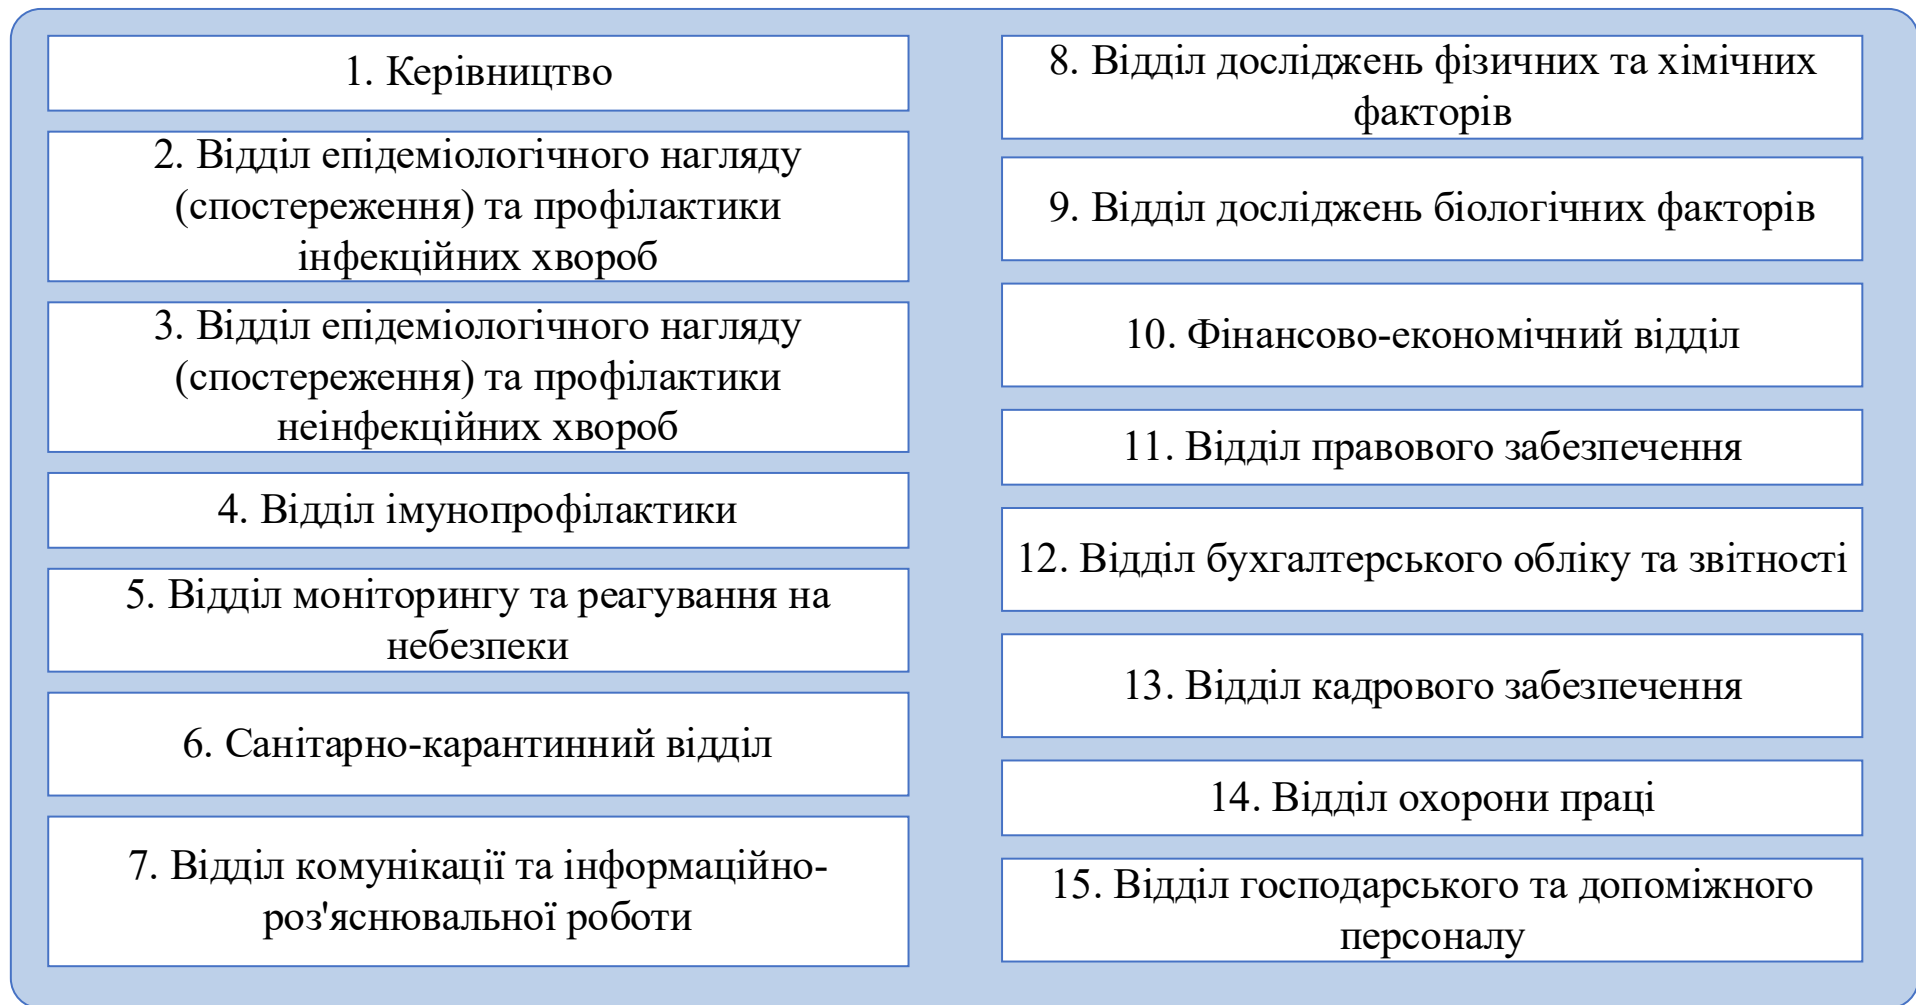 1. Керівництво
2. Відділ епідеміологічного нагляду
(спостереження) та профілактики
інфекційних хвороб
3. Відділ епідеміологічного нагляду
(спостереження) та профілактики
неінфекційних хвороб
4. Відділ імунопрофілактики
5. Відділ моніторингу та реагування на
небезпеки
6. Санітарно-карантинний відділ
7. Відділ комунікації та інформаційно-
роз'яснювальної роботи
8. Відділ досліджень фізичних та хімічних
факторів
9. Відділ досліджень біологічних факторів
10. Фінансово-економічний відділ
11. Відділ правового забезпечення
12. Відділ бухгалтерського обліку та звітності
13. Відділ кадрового забезпечення
14. Відділ охорони праці
15. Відділ господарського та допоміжного
персоналу